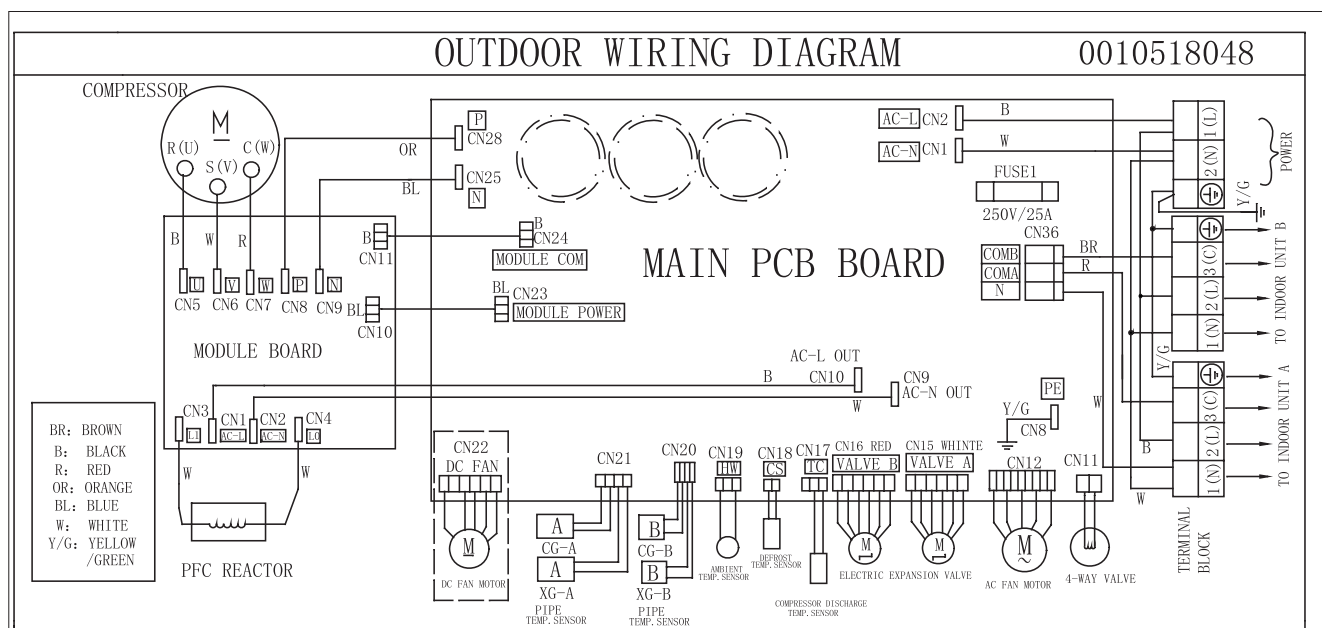 OUTDOOR WIRING DIAGRAM 0010518048
COMPRESSOR
M
R(U)
S(V)
C(W)
OR
BL
P
CN28
CN25
N
B
W
R
U
V
W
P
N
CN5 CN6 CN7 CN8 CN9
B
CN11
B
CN24
MODULE COM
BL
CN10
BL
CN23
MODULE POWER
MODULE BOARD
MAIN PCB BOARD
AC-L CN2
B
AC-N CN1
W
FUSE1
250V/25A
CN36
COMB
COMA
N
BR
R
1(L)
2(N)
POWER
Y/G
3(C)
2(L)
1(N)
TO INDOOR UNIT B
Y/G
3(C)
2(L)
1(N)
TO INDOOR UNIT A
W
B
W
TERMINAL
BLOCK
AC-L OUT
B
CN10
CN9
AC-N OUT
W
PE
Y/G
CN8
CN3
L1
CN1
AC-L
CN2
AC-N
CN4
L0
W
W
PFC REACTOR
BR: BROWN
B: BLACK
R: RED
OR: ORANGE
BL: BLUE
W: WHITE
Y/G: YELLOW
/GREEN
CN22
DC FAN
M
DC FAN MOTOR
CN21
A
CG-A
A
XG-A
PIPE
TEMP.SENSOR
CN20
B
CG-B
B
XG-B
PIPE
TEMP.SENSOR
CN19
HW
AMBIENT
TEMP.SENSOR
CN18
CS
DEFROST
TEMP.SENSOR
CN17
TC
COMPRESSOR DISCHARGE
TEMP.SENSOR
CN16 RED
VALVE B
M
CN15 WHINTE
VALVE A
M
ELECTRIC EXPANSION VALVE
CN12
M
~
AC FAN MOTOR
CN11
4-WAY VALVE